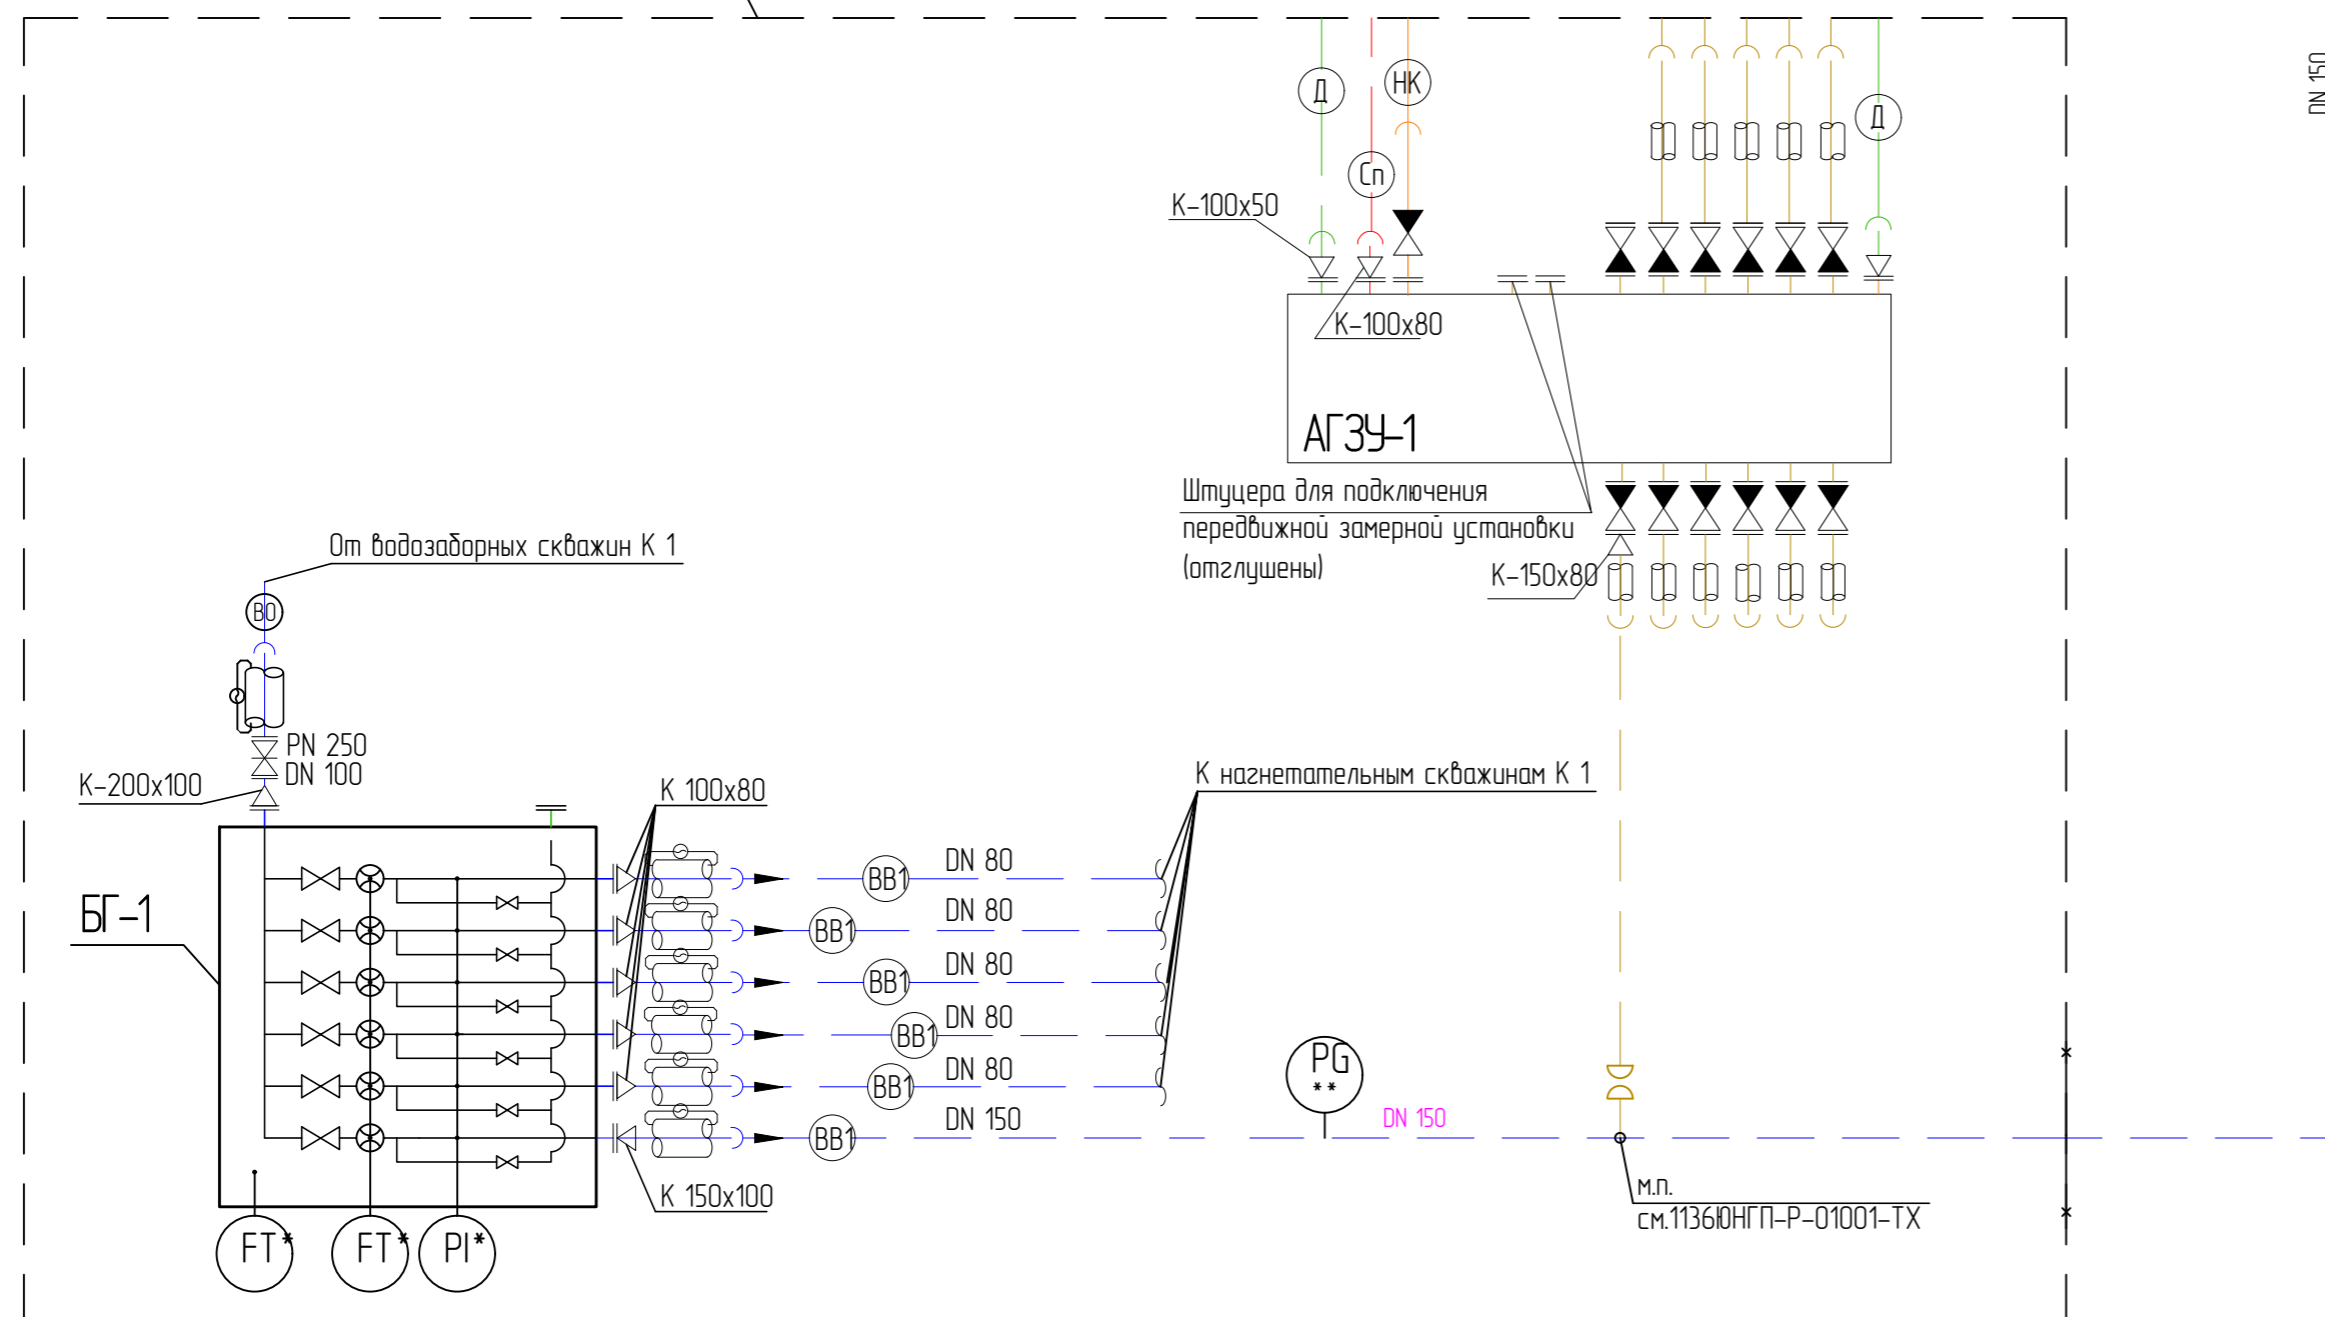 DN 150
Д
НК
Д
Сп
К-100х50
К-100х80
АГЗУ-1
Штуцера для подключения
передвижной замерной установки
(отглушены)
К-150х80
От водозаборных скважин К 1
В0
PN 250
DN 100
К-200х100
К 100х80
К нагнетательным скважинам К 1
БГ-1
ВВ1
DN 80
ВВ1
DN 80
ВВ1
DN 80
ВВ1
DN 80
ВВ1
DN 80
ВВ1
DN 150
PG
**
DN 150
К 150х100
м.п.
см.1136ЮНГП-Р-01001-ТХ
FT*
FT*
PI*